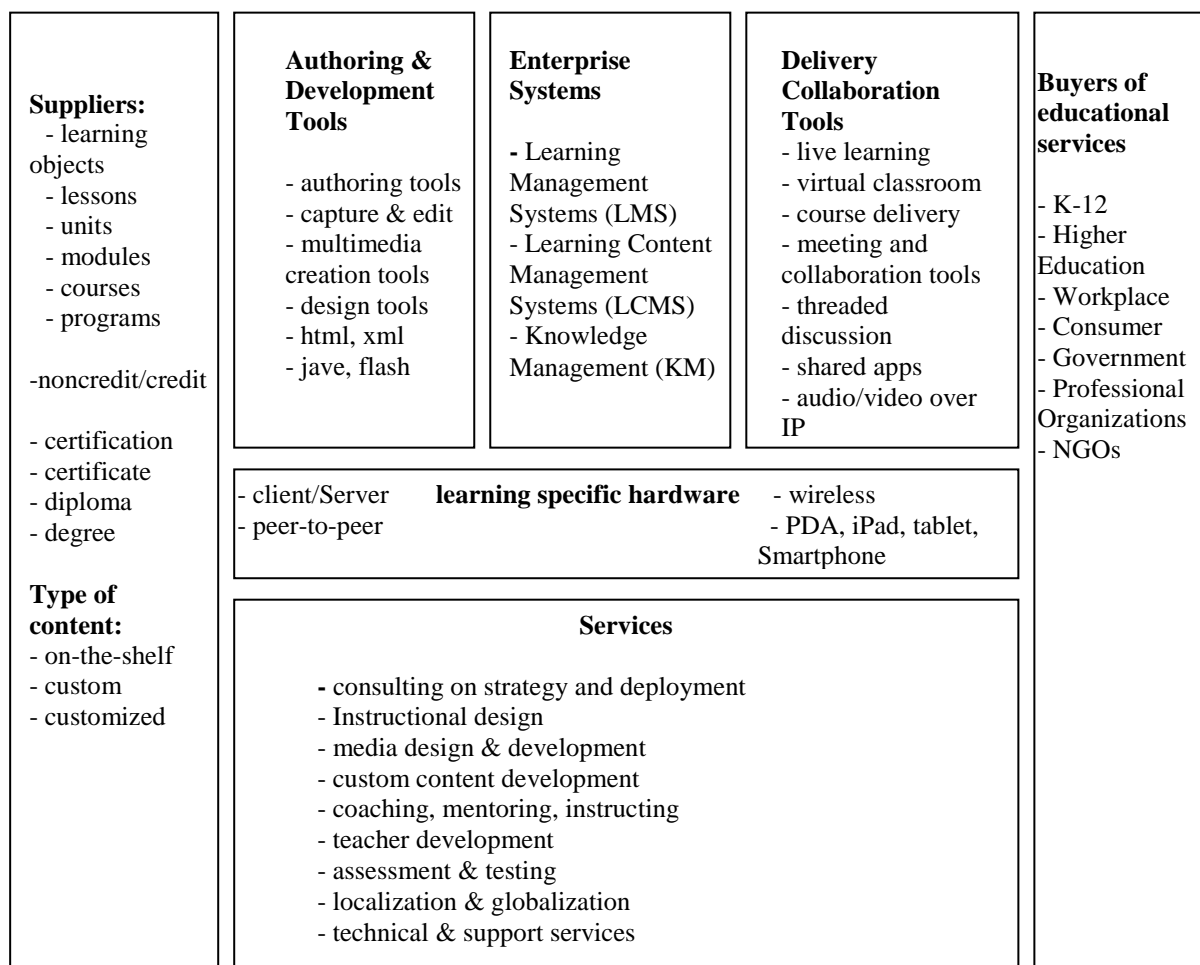 Suppliers:
- learning
objects
- lessons
- units
- modules
- courses
- programs
-noncredit/credit
- certification
- certificate
- diploma
- degree
Type of
content:
- on-the-shelf
- custom
- customized
Authoring &
Development
Tools
- authoring tools
- capture & edit
- multimedia
creation tools
- design tools
- html, xml
- jave, flash
Enterprise
Systems
- Learning
Management
Systems (LMS)
- Learning Content
Management
Systems (LCMS)
- Knowledge
Management (KM)
Delivery
Collaboration
Tools
- live learning
- virtual classroom
- course delivery
- meeting and
collaboration tools
- threaded
discussion
- shared apps
- audio/video over
IP
- client/Server learning specific hardware - wireless
- peer-to-peer - PDA, iPad, tablet,
Smartphone
Services
- consulting on strategy and deployment
- Instructional design
- media design & development
- custom content development
- coaching, mentoring, instructing
- teacher development
- assessment & testing
- localization & globalization
- technical & support services
Buyers of
educational
services
- K-12
- Higher
Education
- Workplace
- Consumer
- Government
- Professional
Organizations
- NGOs